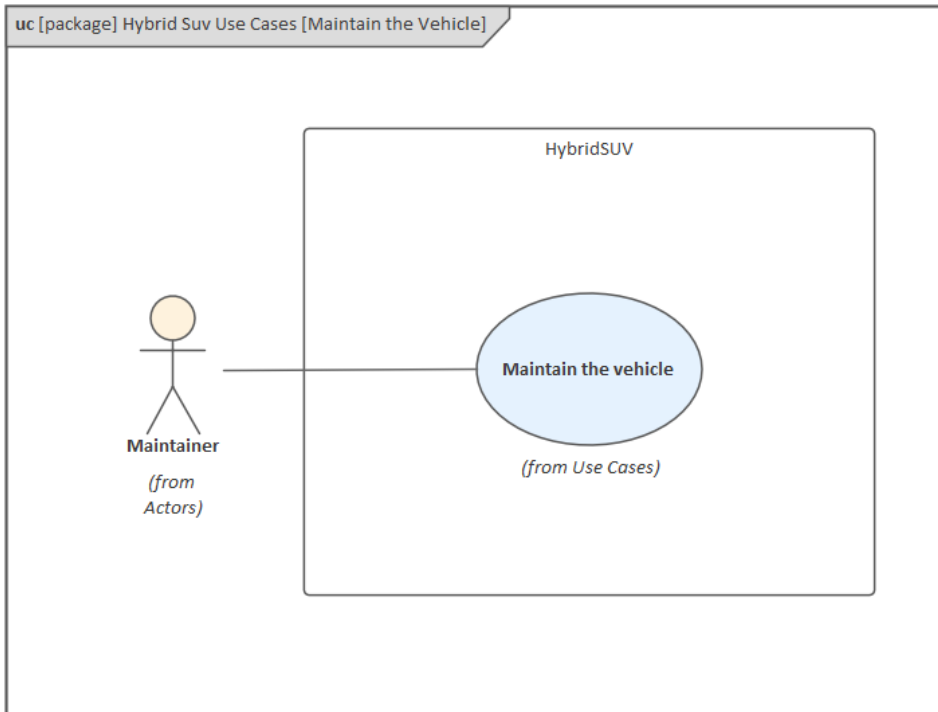 uc [package] Hybrid Suv Use Cases [Maintain the Vehicle]
HybridSUV
Maintain the vehicle
(from Use Cases)
Maintainer
(from
Actors)